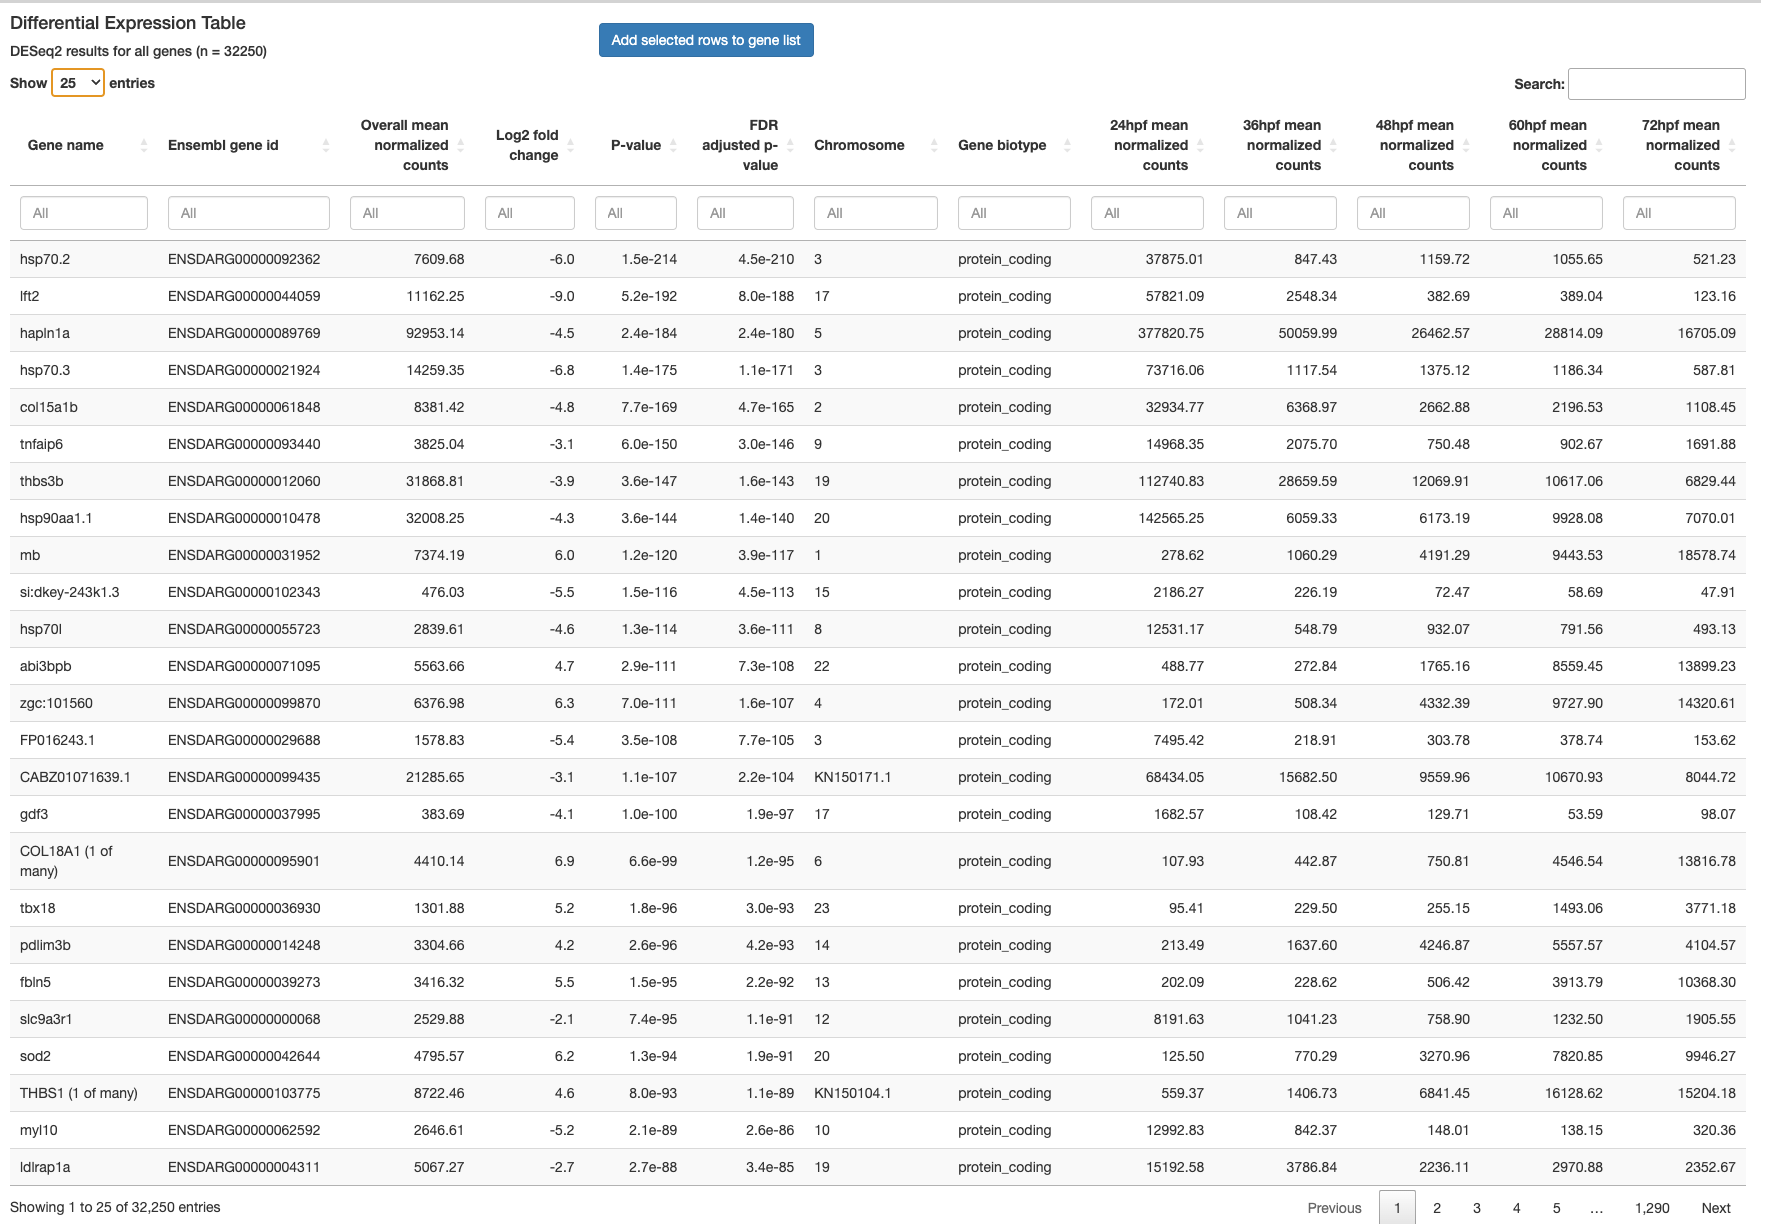 Differential Expression Table
Add selected rows to gene list
DESeq2 results for all genes (n = 32250)
Show 25 entries
Search:
Gene name Ensembl gene id Overall mean normalized counts Log2 fold change P-value FDR adjusted p-value Chromosome Gene biotype 24hpf mean normalized counts 36hpf mean normalized counts 48hpf mean normalized counts 60hpf mean normalized counts 72hpf mean normalized counts
All All All All All All All All All All All All All
hsp70.2 ENSDARG00000092362 7609.68 -6.0 1.5e-214 4.5e-210 3 protein_coding 37875.01 847.43 1159.72 1055.65 521.23
lft2 ENSDARG00000044059 11162.25 -9.0 5.2e-192 8.0e-188 17 protein_coding 57821.09 2548.34 382.69 389.04 123.16
hapln1a ENSDARG00000089769 92953.14 -4.5 2.4e-184 2.4e-180 5 protein_coding 377820.75 50059.99 26462.57 28814.09 16705.09
hsp70.3 ENSDARG00000021924 14259.35 -6.8 1.4e-175 1.1e-171 3 protein_coding 73716.06 1117.54 1375.12 1186.34 587.81
col15a1b ENSDARG00000061848 8381.42 -4.8 7.7e-169 4.7e-165 2 protein_coding 32934.77 6368.97 2662.88 2196.53 1108.45
tnfaip6 ENSDARG00000093440 3825.04 -3.1 6.0e-150 3.0e-146 9 protein_coding 14968.35 2075.70 750.48 902.67 1691.88
thbs3b ENSDARG00000012060 31868.81 -3.9 3.6e-147 1.6e-143 19 protein_coding 112740.83 28659.59 12069.91 10617.06 6829.44
hsp90aa1.1 ENSDARG00000010478 32008.25 -4.3 3.6e-144 1.4e-140 20 protein_coding 142565.25 6059.33 6173.19 9928.08 7070.01
mb ENSDARG00000031952 7374.19 6.0 1.2e-120 3.9e-117 1 protein_coding 278.62 1060.29 4191.29 9443.53 18578.74
si:dkey-243k1.3 ENSDARG00000102343 476.03 -5.5 1.5e-116 4.5e-113 15 protein_coding 2186.27 226.19 72.47 58.69 47.91
hsp70l ENSDARG00000055723 2839.61 -4.6 1.3e-114 3.6e-111 8 protein_coding 12531.17 548.79 932.07 791.56 493.13
abi3bpb ENSDARG00000071095 5563.66 4.7 2.9e-111 7.3e-108 22 protein_coding 488.77 272.84 1765.16 8559.45 13899.23
zgc:101560 ENSDARG00000099870 6376.98 6.3 7.0e-111 1.6e-107 4 protein_coding 172.01 508.34 4332.39 9727.90 14320.61
FP016243.1 ENSDARG00000029688 1578.83 -5.4 3.5e-108 7.7e-105 3 protein_coding 7495.42 218.91 303.78 378.74 153.62
CABZ01071639.1 ENSDARG00000099435 21285.65 -3.1 1.1e-107 2.2e-104 KN150171.1 protein_coding 68434.05 15682.50 9559.96 10670.93 8044.72
gdf3 ENSDARG00000037995 383.69 -4.1 1.0e-100 1.9e-97 17 protein_coding 1682.57 108.42 129.71 53.59 98.07
COL18A1 (1 of many) ENSDARG00000095901 4410.14 6.9 6.6e-99 1.2e-95 6 protein_coding 107.93 442.87 750.81 4546.54 13816.78
tbx18 ENSDARG00000036930 1301.88 5.2 1.8e-96 3.0e-93 23 protein_coding 95.41 229.50 255.15 1493.06 3771.18
pdlim3b ENSDARG00000014248 3304.66 4.2 2.6e-96 4.2e-93 14 protein_coding 213.49 1637.60 4246.87 5557.57 4104.57
fbln5 ENSDARG00000039273 3416.32 5.5 1.5e-95 2.2e-92 13 protein_coding 202.09 228.62 506.42 3913.79 10368.30
slc9a3r1 ENSDARG00000000068 2529.88 -2.1 7.4e-95 1.1e-91 12 protein_coding 8191.63 1041.23 758.90 1232.50 1905.55
sod2 ENSDARG00000042644 4795.57 6.2 1.3e-94 1.9e-91 20 protein_coding 125.50 770.29 3270.96 7820.85 9946.27
THBS1 (1 of many) ENSDARG00000103775 8722.46 4.6 8.0e-93 1.1e-89 KN150104.1 protein_coding 559.37 1406.73 6841.45 16128.62 15204.18
myl10 ENSDARG00000062592 2646.61 -5.2 2.1e-89 2.6e-86 10 protein_coding 12992.83 842.37 148.01 138.15 320.36
ldlrap1a ENSDARG00000004311 5067.27 -2.7 2.7e-88 3.4e-85 19 protein_coding 15192.58 3786.84 2236.11 2970.88 2352.67
Showing 1 to 25 of 32,250 entries
Previous 1 2 3 4 5 … 1,290 Next